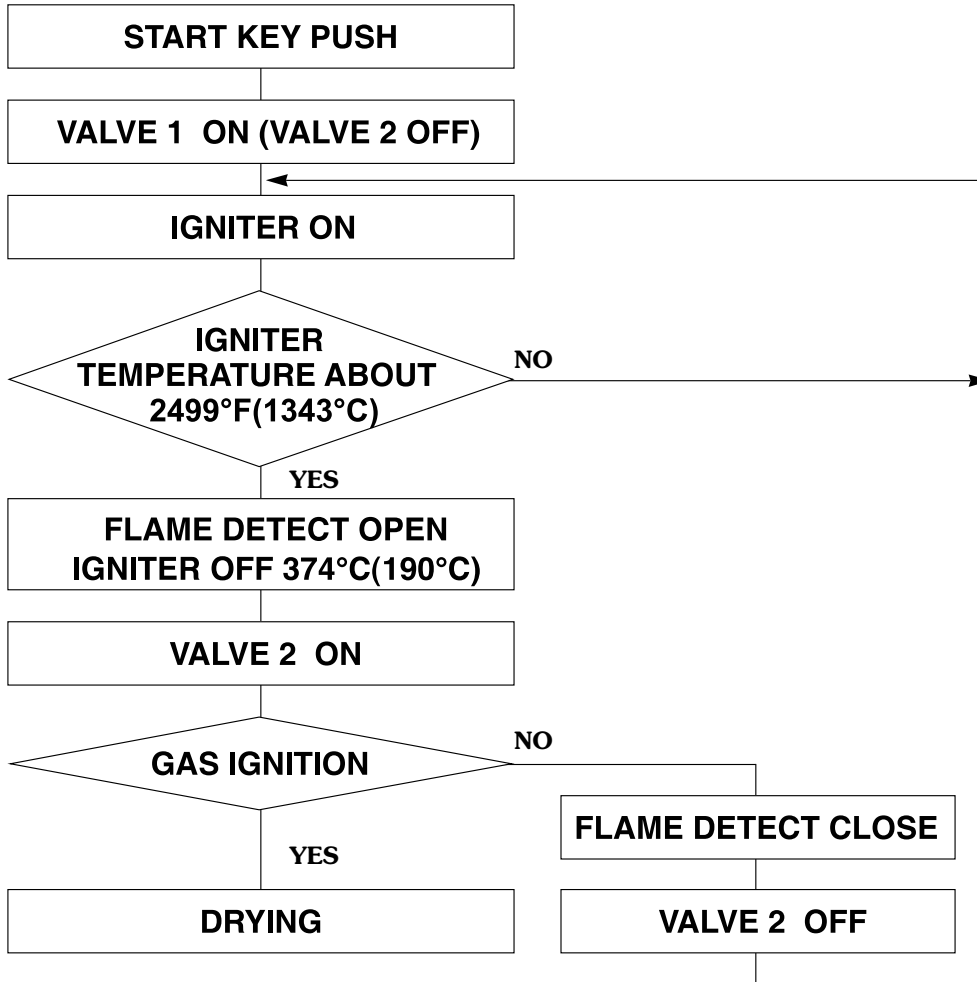 START KEY PUSH
VALVE 1 ON (VALVE 2 OFF)
IGNITER ON
IGNITER
TEMPERATURE ABOUT
2499°F(1343°C)
NO
YES
FLAME DETECT OPEN
IGNITER OFF 374°C(190°C)
VALVE 2 ON
GAS IGNITION
NO
YES
FLAME DETECT CLOSE
DRYING
VALVE 2 OFF